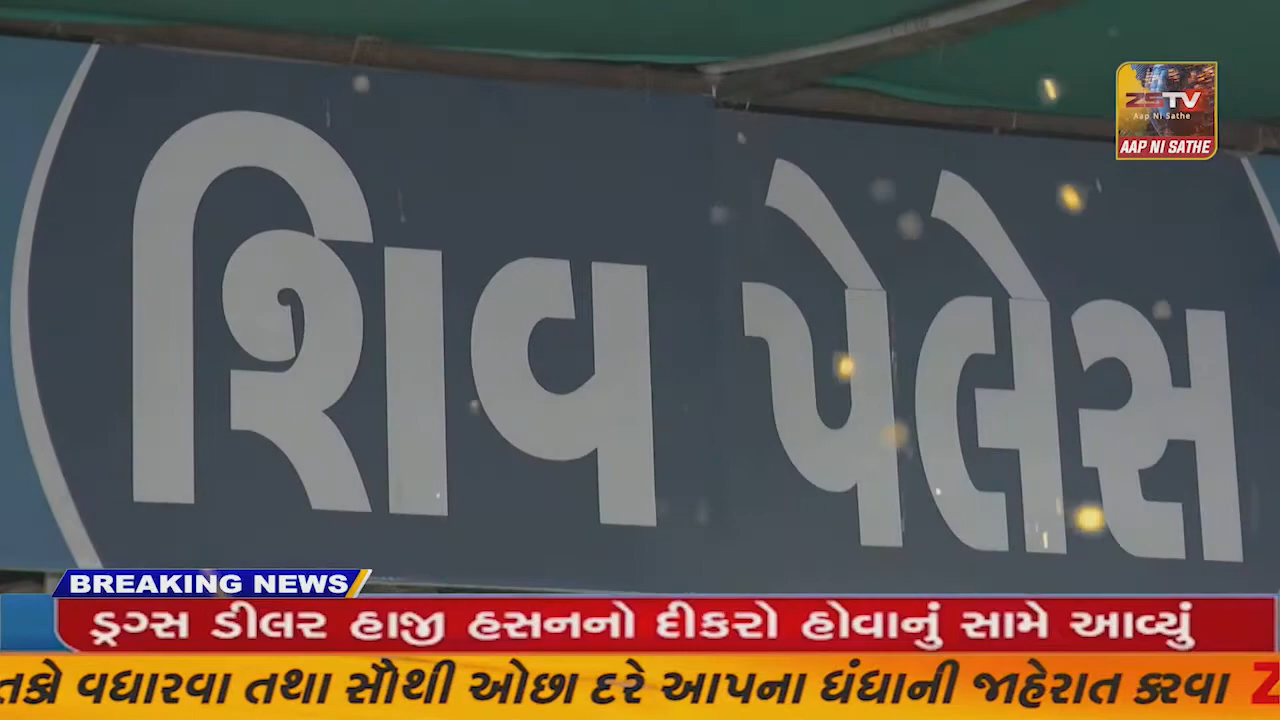 શિવ પેલેસ
ZSTV
Aap Ni Sathe
AAP NI SATHE
BREAKING NEWS
ડ્રગ્સ ડીલર હાજી હસનનો દીકરો હોવાનું સામે આવ્યું
વધારવા તથા સૌથી ઓછા દરે આપના ધંધાની જાહેરાત કરવા